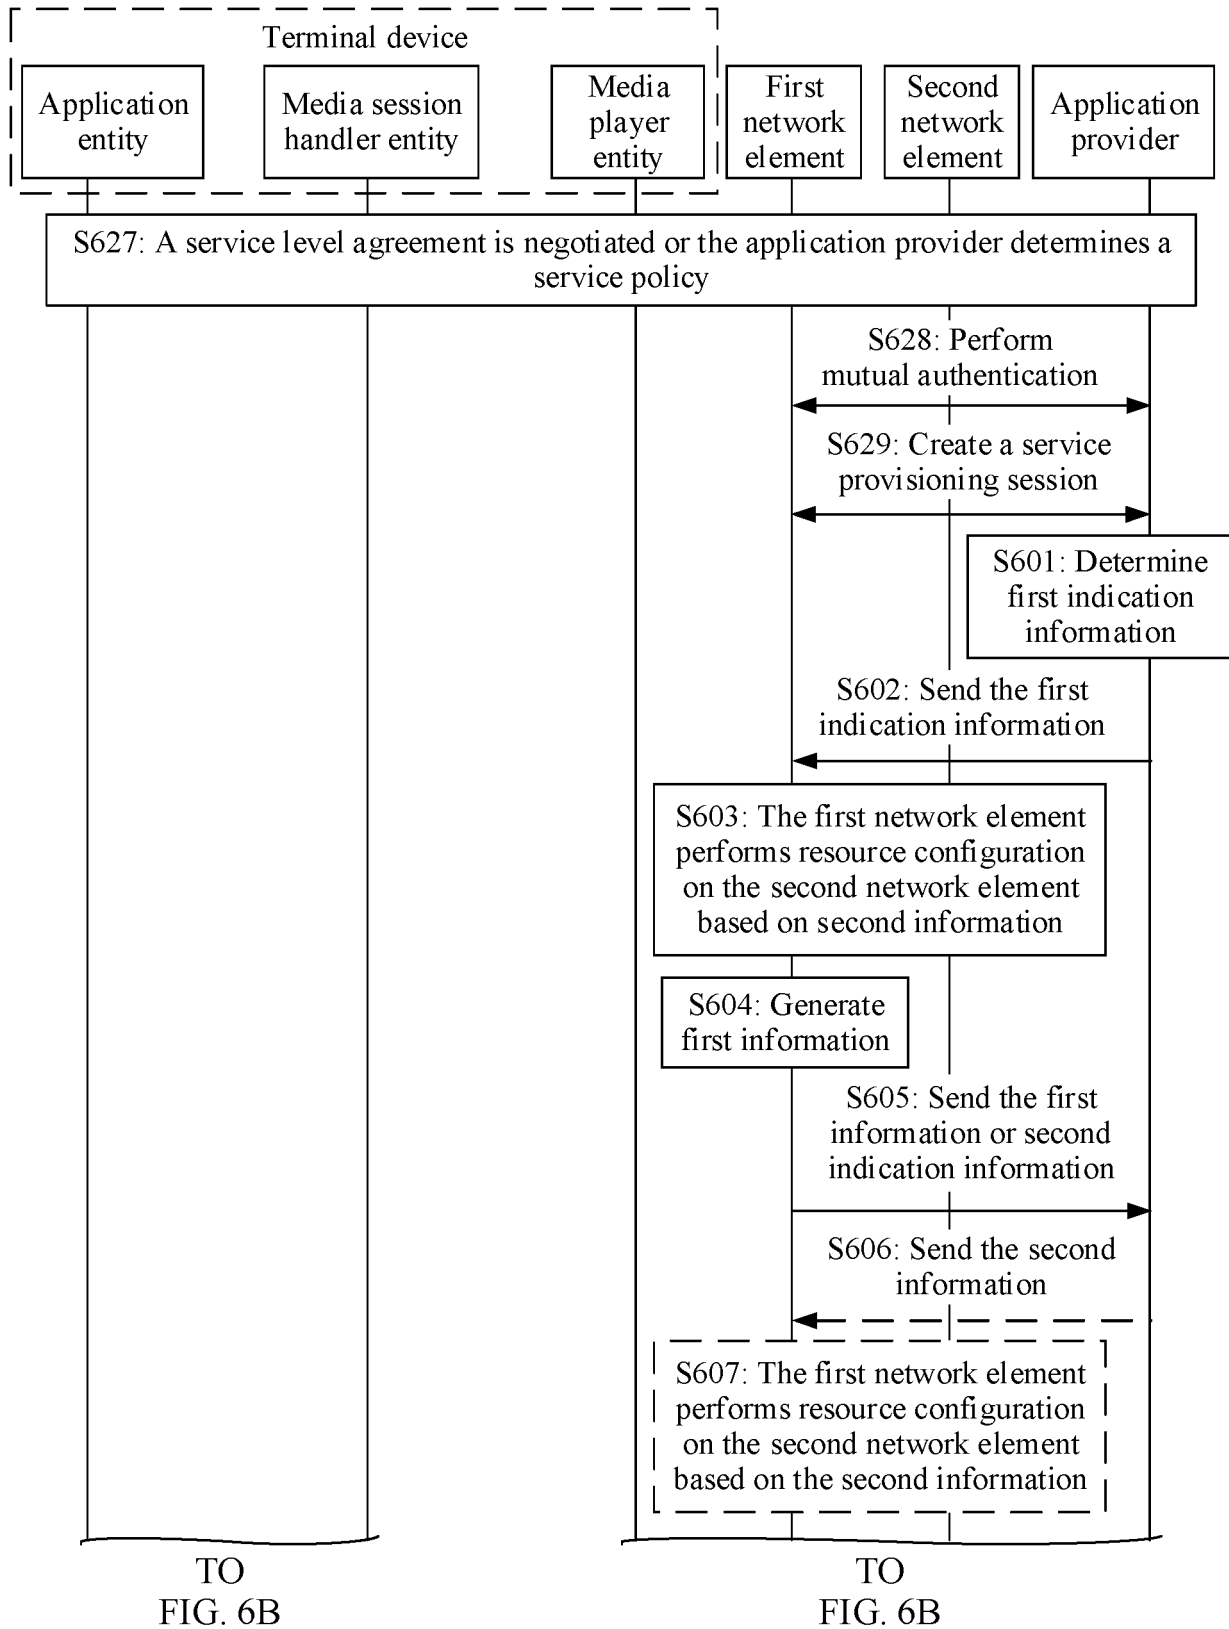 Terminal device
Application
entity
Media session
handler entity
Media
player
entity
First
network
element
Second
network
element
Application
provider
S627: A service level agreement is negotiated or the application provider determines a
service policy
S628: Perform
mutual authentication
S629: Create a service
provisioning session
S601: Determine
first indication
information
S602: Send the first
indication information
S603: The first network element
performs resource configuration
on the second network element
based on second information
S604: Generate
first information
S605: Send the first
information or second
indication information
S606: Send the second
information
S607: The first network element
performs resource configuration
on the second network element
based on the second information
TO
FIG. 6B
TO
FIG. 6B